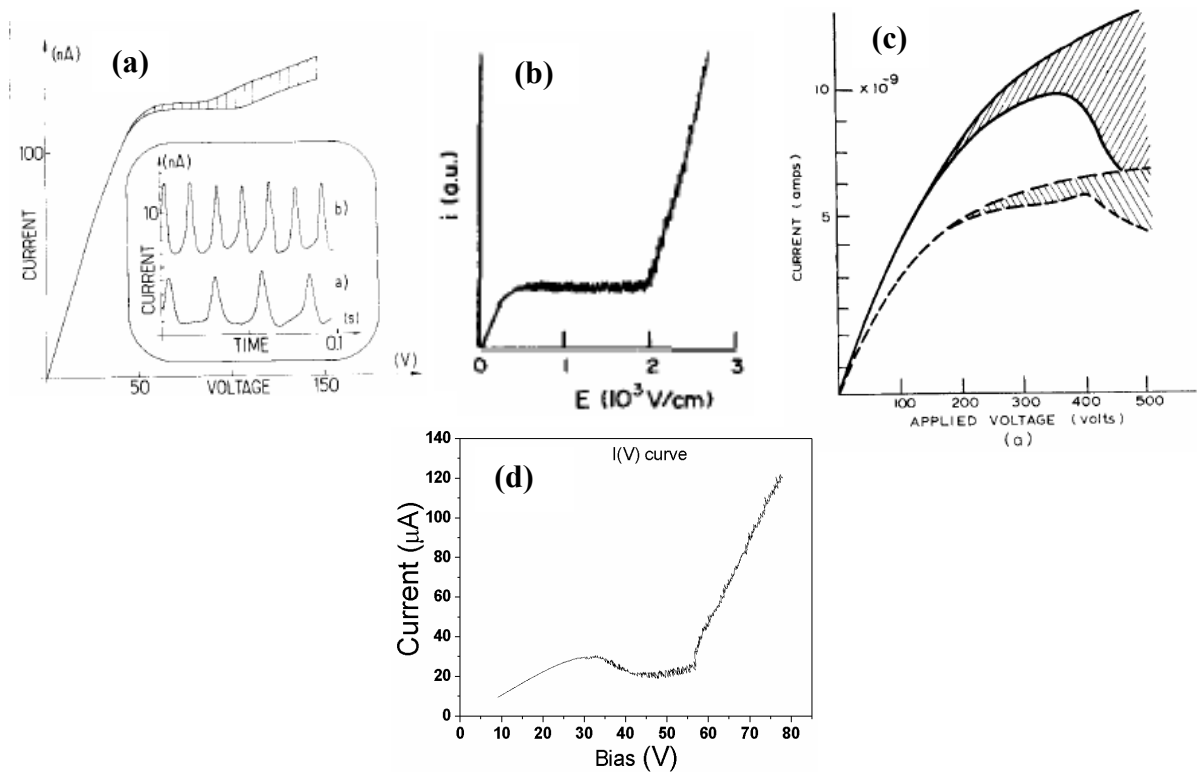 (a)
(nA)
100
CURRENT
50
VOLTAGE
150
(V)
(nA)
10
CURRENT
b)
a)
(s)
TIME
0.1
(b)
i (a.u.)
0
1
2
3
E (10³ V/cm)
(c)
10
x 10⁻⁹
5
CURRENT (amps)
100
200
300
400
500
APPLIED VOLTAGE (volts)
(a)
(d)
I(V) curve
140
120
100
80
60
40
20
0
Current (μA)
0
10
20
30
40
50
60
70
80
Bias (V)